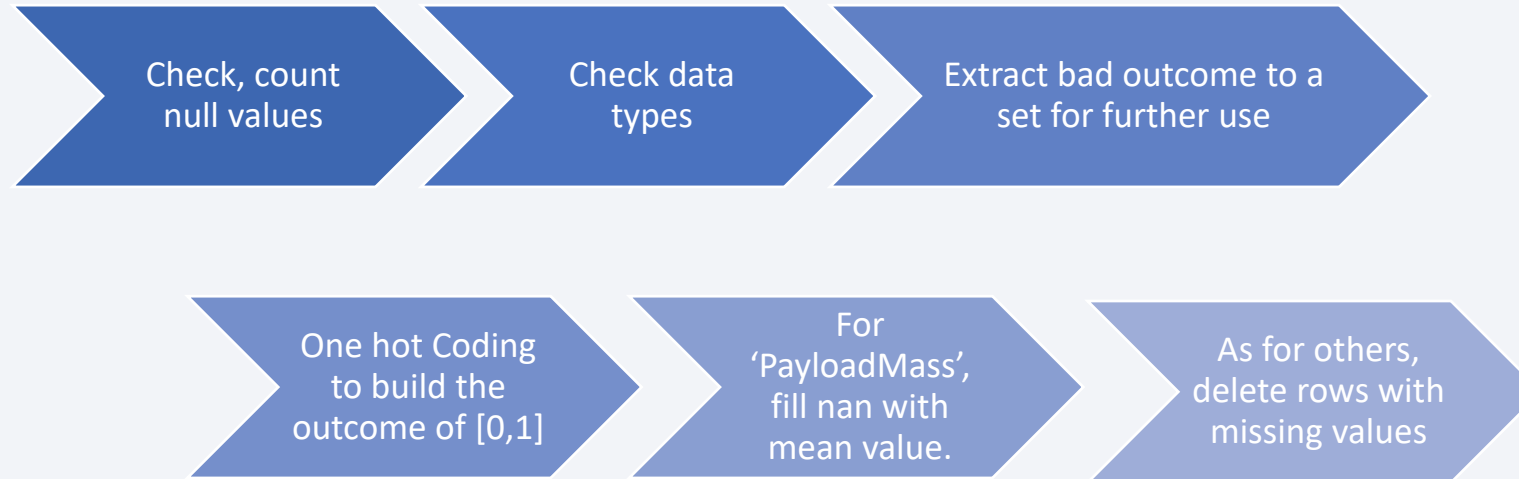 Check, count
null values
Check data
types
Extract bad outcome to a
set for further use
One hot Coding
to build the
outcome of [0,1]
For
‘PayloadMass’,
fill nan with
mean value.
As for others,
delete rows with
missing values